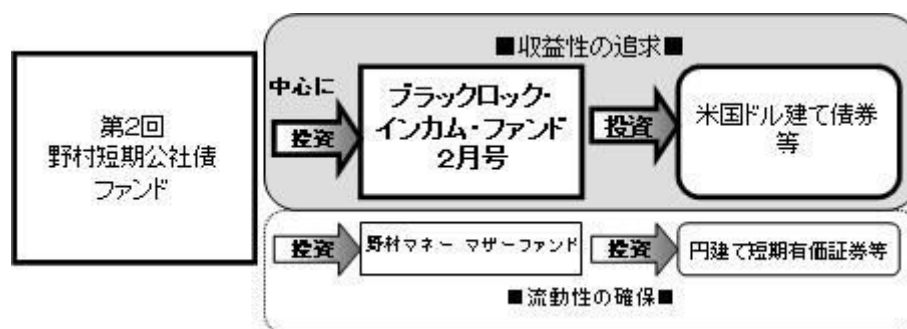 ■収益性の追求■
第2回
野村短期公社債
ファンド
中心に
投資
ブラックロック・
インカム・ファンド
2月号
投資
米国ドル建て債券
等
投資
野村マネー マザーファンド
投資
円建て短期有価証券等
■流動性の確保■